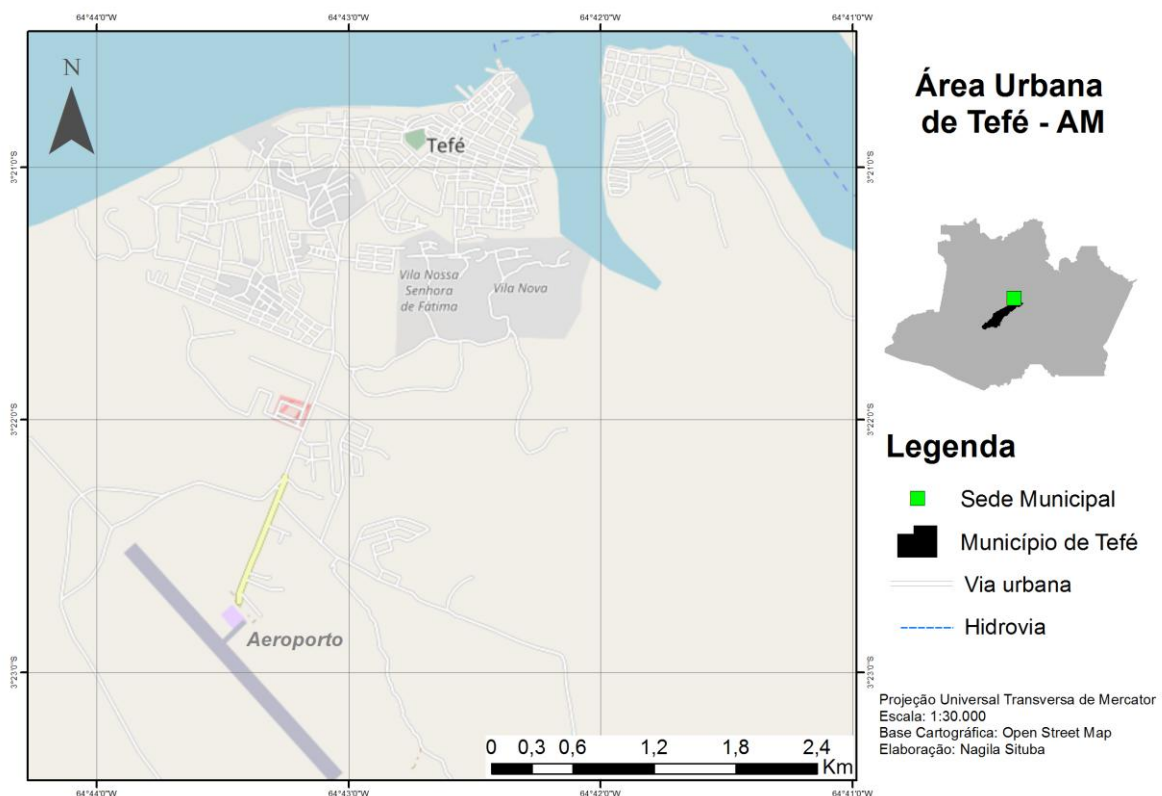 64°44'0"W
64°43'0"W
64°42'0"W
64°41'0"W
N
Tefé
Vila Nossa
Senhora
de Fátima
Vila Nova
Aeroporto
3°21'0"S
3°22'0"S
3°23'0"S
3°21'0"S
3°22'0"S
3°23'0"S
0 0,3 0,6 1,2 1,8 2,4
Km
64°44'0"W
64°43'0"W
64°42'0"W
64°41'0"W
Área Urbana
de Tefé - AM
Legenda
Sede Municipal
Município de Tefé
Via urbana
Hidrovia
Projeção Universal Transversa de Mercator
Escala: 1:30.000
Base Cartográfica: Open Street Map
Elaboração: Nagila Situba